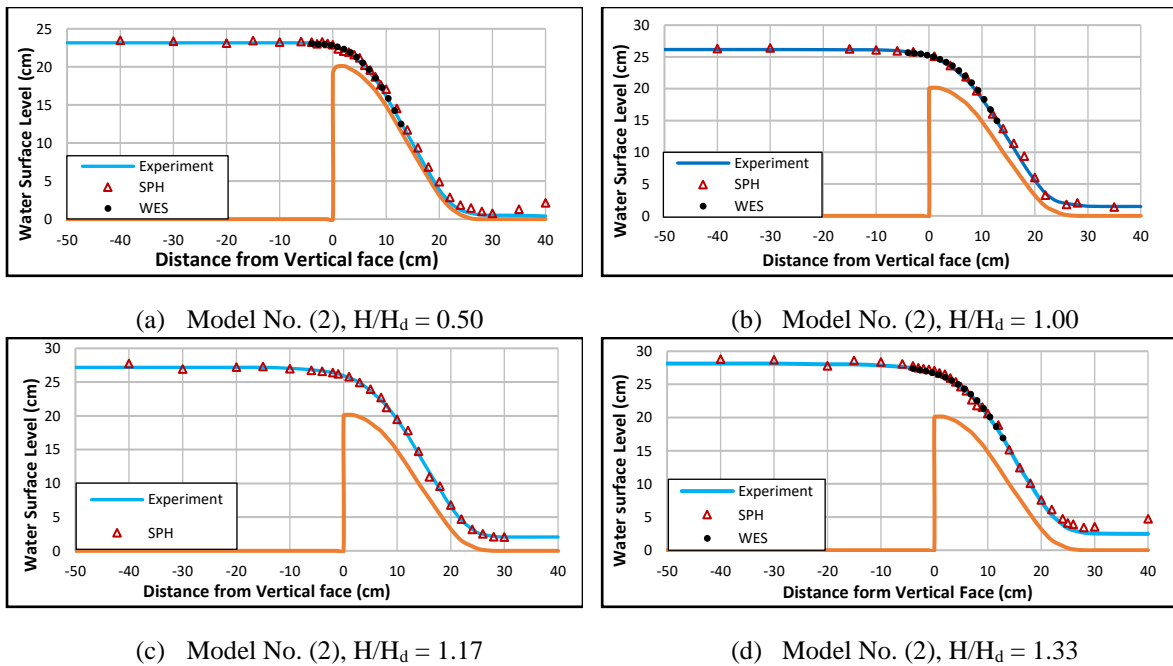 25
20
15
10
5
0
Water Surface Level (cm)
Experiment
SPH
WES
-50 -40 -30 -20 -10 0 10 20 30 40
Distance from Vertical face (cm)
(a) Model No. (2), H/Hd = 0.50
30
25
20
15
10
5
0
Water Surface Level (cm)
Experiment
SPH
WES
-50 -40 -30 -20 -10 0 10 20 30 40
Distance from Vertical face (cm)
(b) Model No. (2), H/Hd = 1.00
30
25
20
15
10
5
0
Water Surface Level (cm)
Experiment
SPH
-50 -40 -30 -20 -10 0 10 20 30 40
Distance from Vertical face (cm)
(c) Model No. (2), H/Hd = 1.17
30
25
20
15
10
5
0
Water Surface Level (cm)
Experiment
SPH
WES
-50 -40 -30 -20 -10 0 10 20 30 40
Distance form Vertical Face (cm)
(d) Model No. (2), H/Hd = 1.33